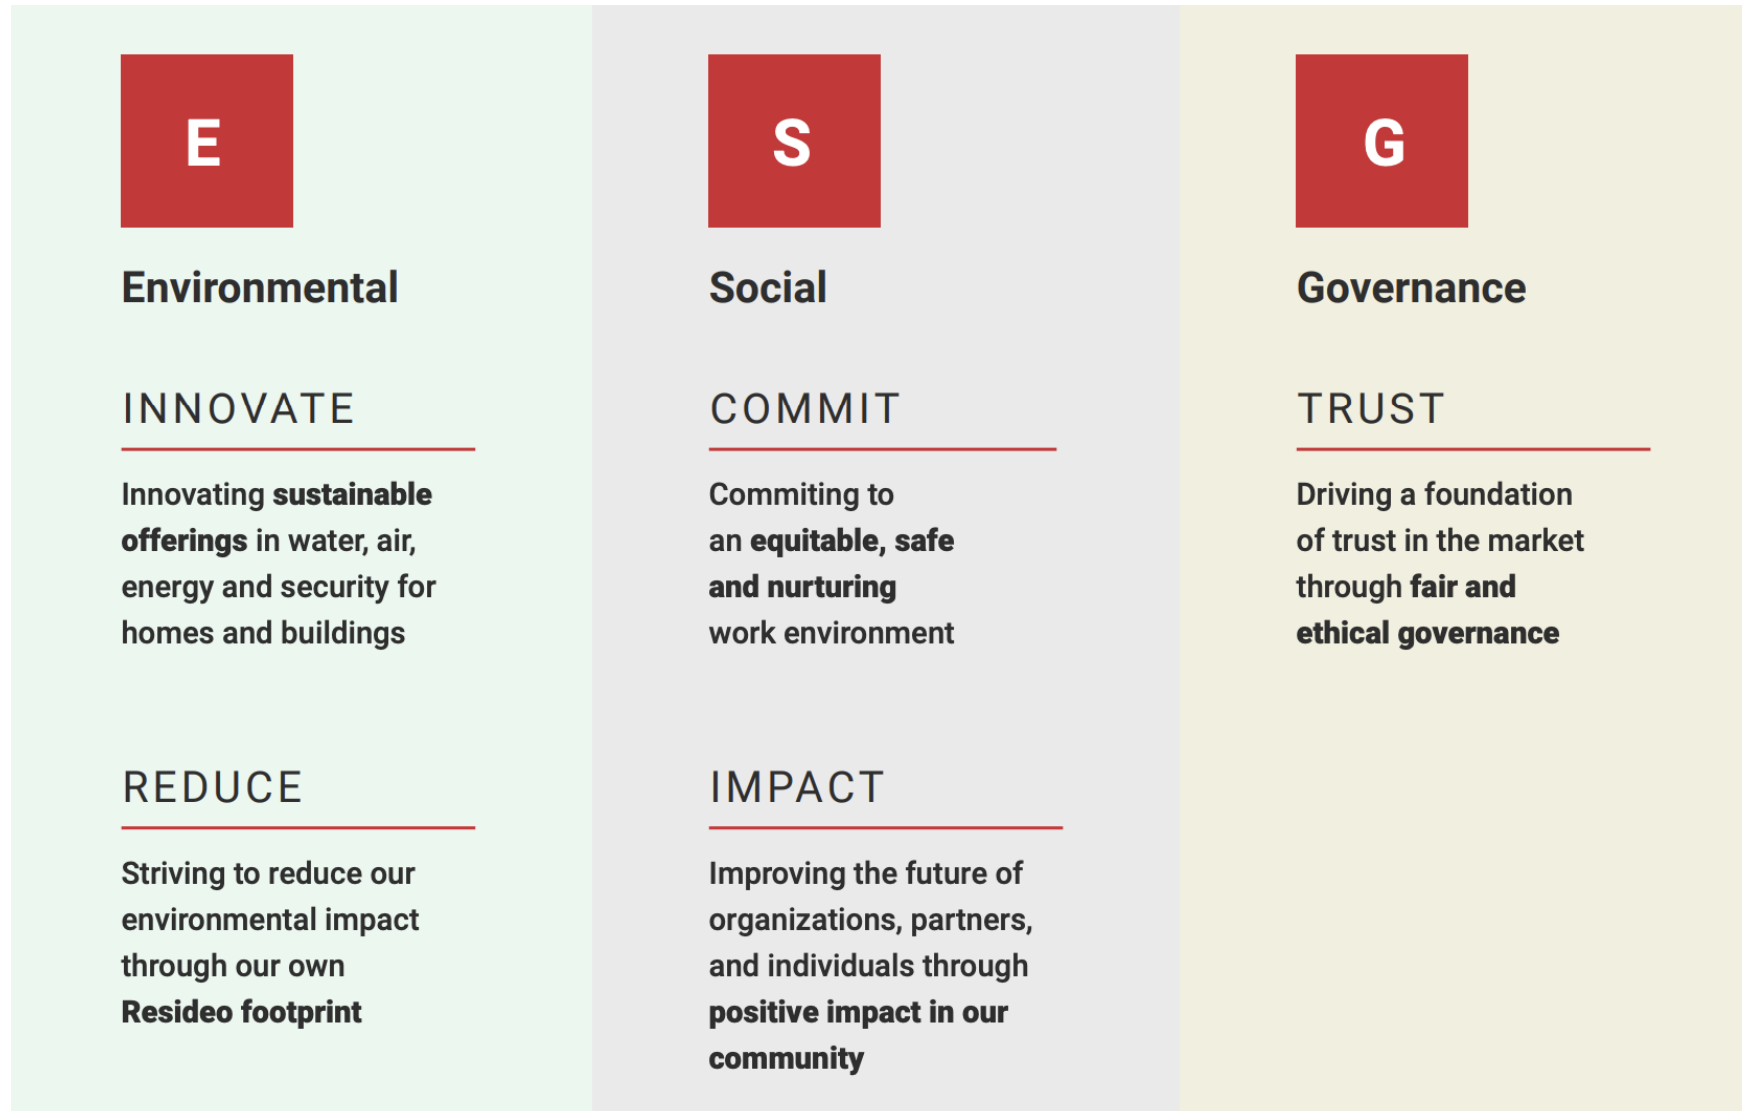 E
Environmental
INNOVATE
Innovating sustainable
offerings in water, air,
energy and security for
homes and buildings
REDUCE
Striving to reduce our
environmental impact
through our own
Resideo footprint
S
Social
COMMIT
Commiting to
an equitable, safe
and nurturing
work environment
IMPACT
Improving the future of
organizations, partners,
and individuals through
positive impact in our
community
G
Governance
TRUST
Driving a foundation
of trust in the market
through fair and
ethical governance